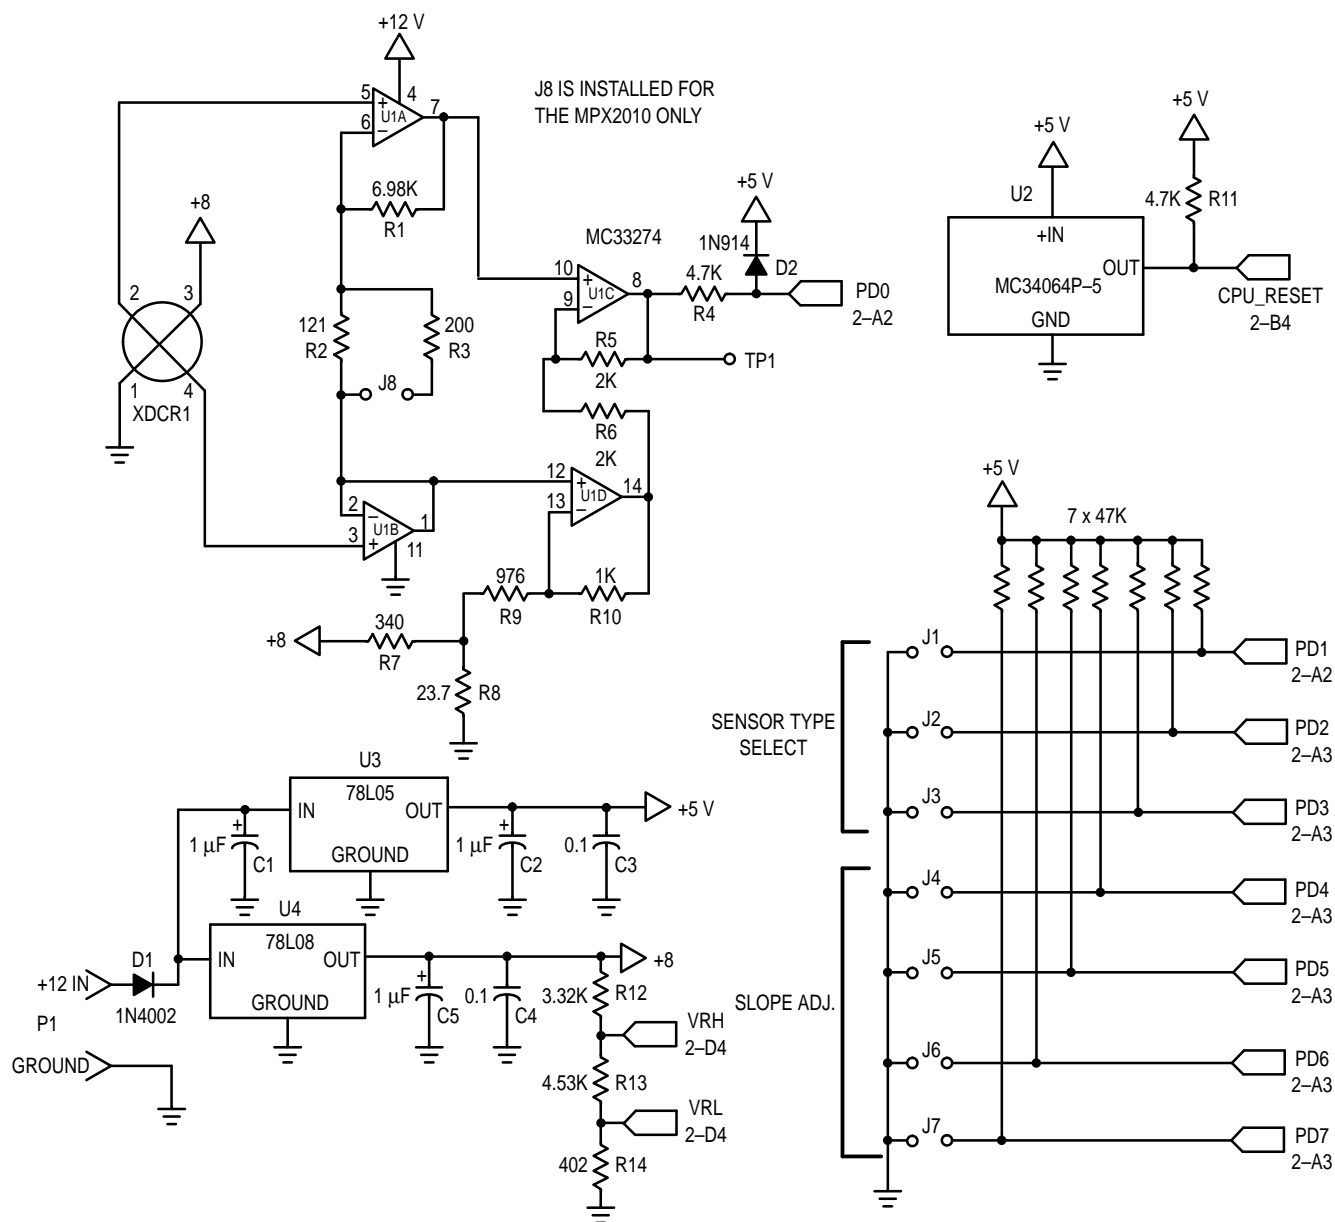 +12 V
J8 IS INSTALLED FOR
THE MPX2010 ONLY
5
+
4
7
U1A
6
–
6.98K
R1
+8
2
3
1
4
XDCR1
121
R2
200
R3
J8
MC33274
10
+
8
U1C
9
–
4.7K
R4
+5 V
1N914
D2
PD0
2–A2
R5
2K
TP1
R6
2K
12
+
14
U1D
13
–
2
–
1
U1B
3
+
11
976
R9
1K
R10
+8
340
R7
23.7
R8
+5 V
U2
+IN
OUT
MC34064P–5
GND
+5 V
4.7K
R11
CPU_RESET
2–B4
+5 V
7 x 47K
SENSOR TYPE
SELECT
J1
PD1
2–A2
J2
PD2
2–A3
J3
PD3
2–A3
SLOPE ADJ.
J4
PD4
2–A3
J5
PD5
2–A3
J6
PD6
2–A3
J7
PD7
2–A3
U3
78L05
IN
OUT
GROUND
+
1 µF
C1
+
1 µF
C2
0.1
C3
+5 V
U4
78L08
IN
OUT
GROUND
+12 IN
D1
1N4002
P1
GROUND
+
1 µF
C5
0.1
C4
+8
3.32K
R12
VRH
2–D4
4.53K
R13
VRL
2–D4
402
R14